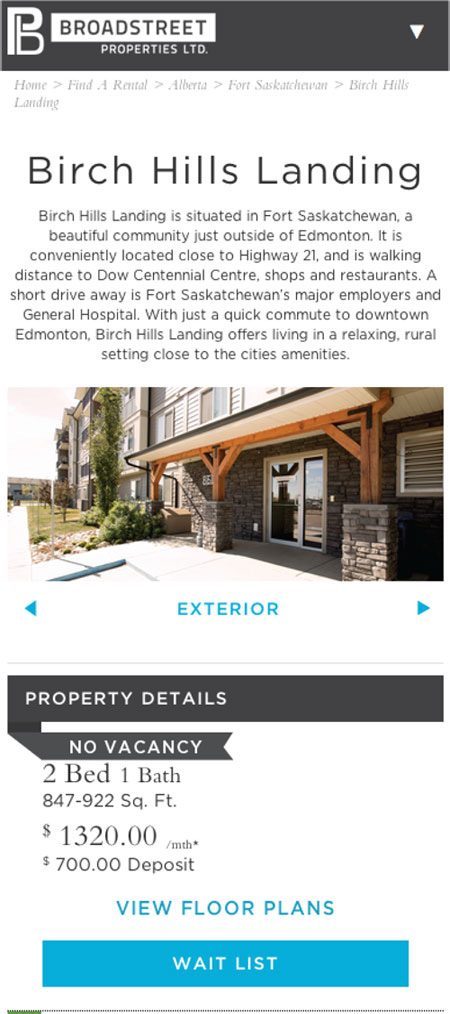 BROADSTREET
PROPERTIES LTD.
Home > Find A Rental > Alberta > Fort Saskatchewan > Birch Hills
Landing
Birch Hills Landing
Birch Hills Landing is situated in Fort Saskatchewan, a
beautiful community just outside of Edmonton. It is
conveniently located close to Highway 21, and is walking
distance to Dow Centennial Centre, shops and restaurants. A
short drive away is Fort Saskatchewan's major employers and
General Hospital. With just a quick commute to downtown
Edmonton, Birch Hills Landing offers living in a relaxing, rural
setting close to the cities amenities.
EXTERIOR
PROPERTY DETAILS
NO VACANCY
2 Bed 1 Bath
847-922 Sq. Ft.
$ 1320.00 /mth*
$ 700.00 Deposit
VIEW FLOOR PLANS
WAIT LIST